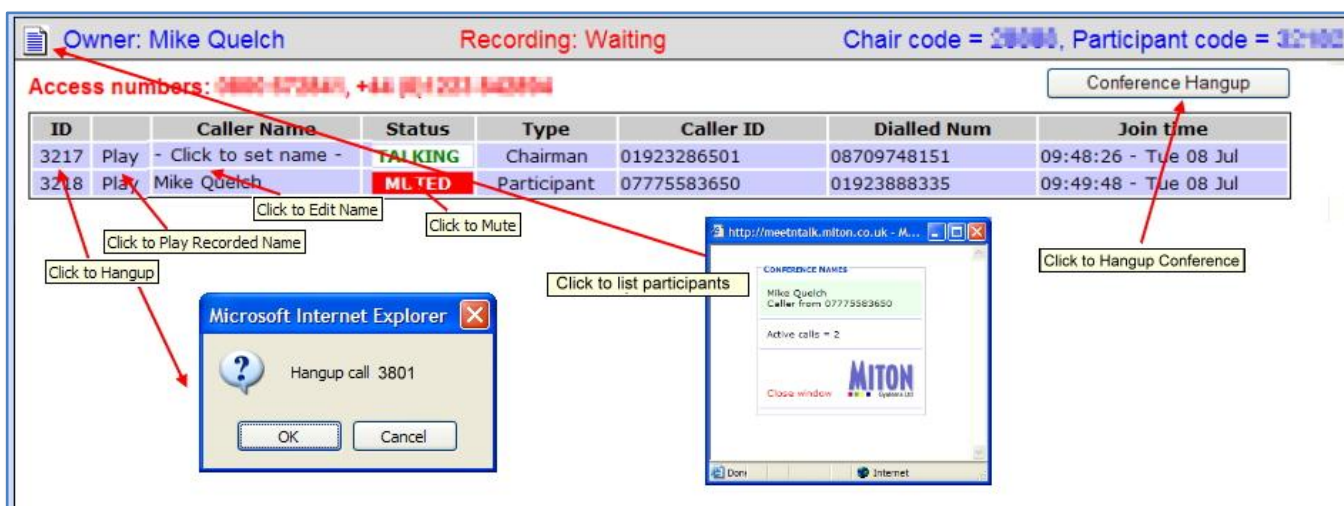 Owner: Mike Quelch Recording: Waiting Chair code = , Participant code =
Access numbers: , Conference Hangup
ID Caller Name Status Type Caller ID Dialled Num Join time
3217 Play - Click to set name - TALKING Chairman 01923286501 08709748151 09:48:26 - Tue 08 Jul
3218 Play Mike Quelch MUTED Participant 07775583650 01923888335 09:49:48 - Tue 08 Jul
Click to Edit Name
Click to Mute
Click to Play Recorded Name
Click to Hangup
Click to list participants
Click to Hangup Conference
Microsoft Internet Explorer
Hangup call 3801
OK Cancel
http://meetntalk.miton.co.uk - M...
CONFERENCE NAMES
Mike Quelch
Caller from 07775583650
Active calls = 2
MITON
Systems Ltd
Close window
Done Internet